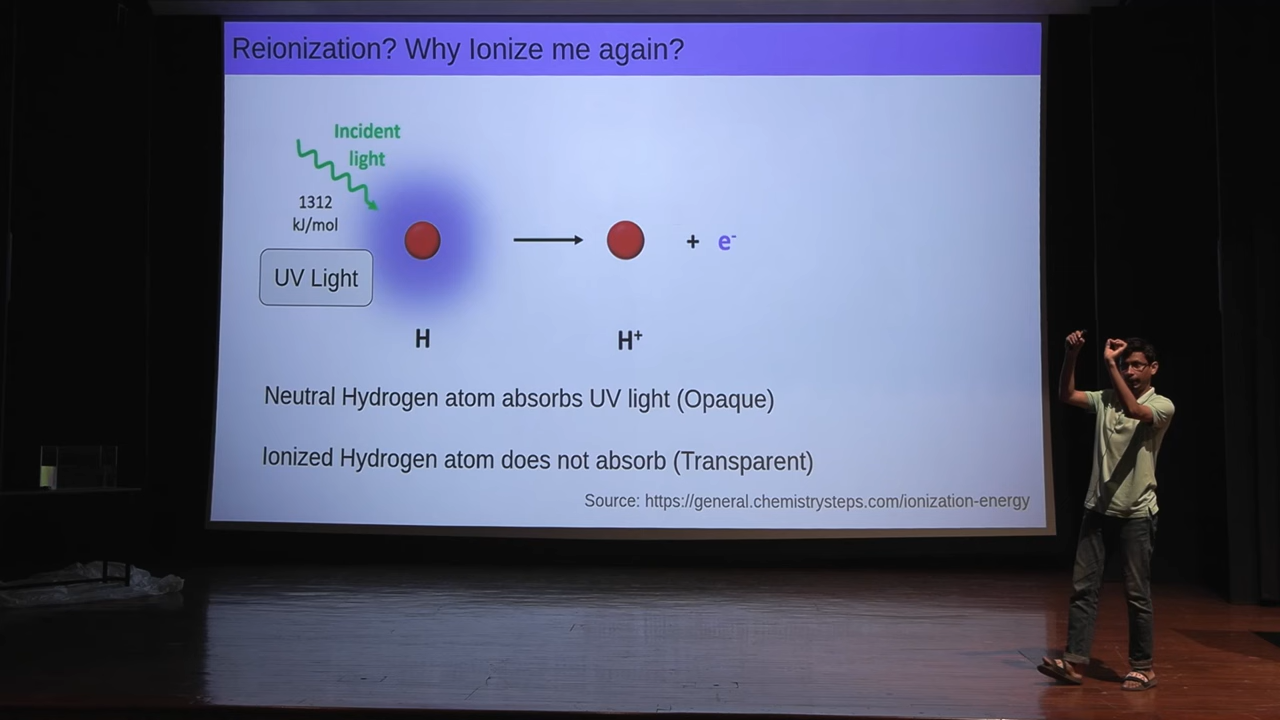 Reionization? Why Ionize me again?
Incident
light
1312
kJ/mol
UV Light
+ e⁻
H
H⁺
Neutral Hydrogen atom absorbs UV light (Opaque)
Ionized Hydrogen atom does not absorb (Transparent)
Source: https://general.chemistrysteps.com/ionization-energy